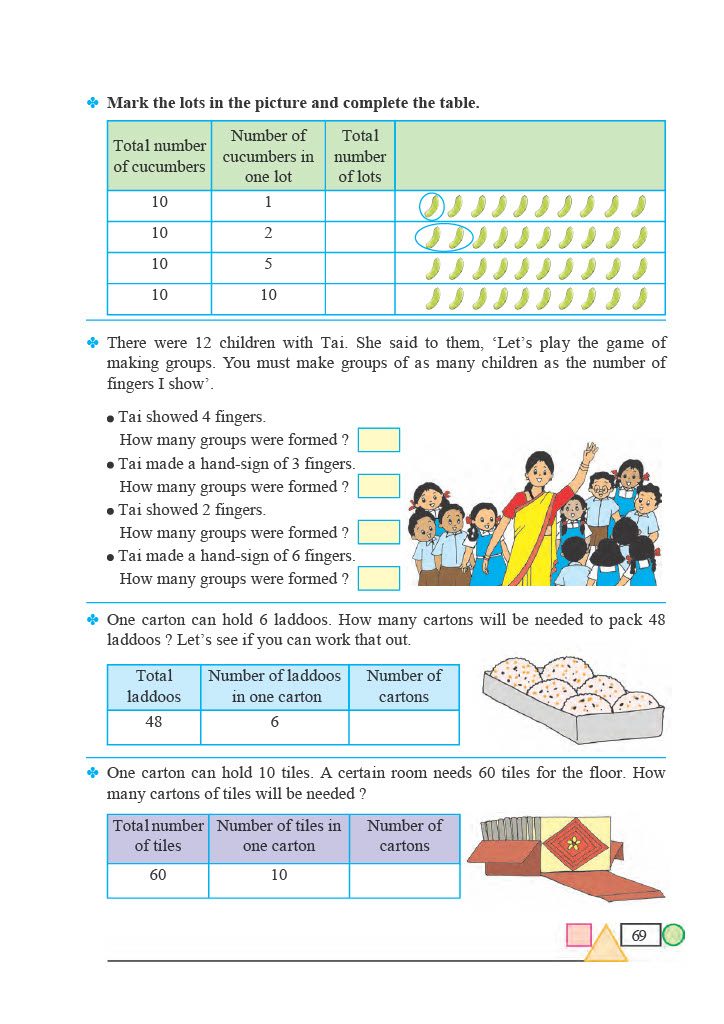 Mark the lots in the picture and complete the table.
Total number of cucumbers Number of cucumbers in one lot Total number of lots
10 1
10 2
10 5
10 10
There were 12 children with Tai. She said to them, ‘Let’s play the game of
making groups. You must make groups of as many children as the number of
fingers I show’.
● Tai showed 4 fingers.
How many groups were formed ?
● Tai made a hand-sign of 3 fingers.
How many groups were formed ?
● Tai showed 2 fingers.
How many groups were formed ?
● Tai made a hand-sign of 6 fingers.
How many groups were formed ?
One carton can hold 6 laddoos. How many cartons will be needed to pack 48
laddoos ? Let’s see if you can work that out.
Total laddoos Number of laddoos in one carton Number of cartons
48 6
One carton can hold 10 tiles. A certain room needs 60 tiles for the floor. How
many cartons of tiles will be needed ?
Total number of tiles Number of tiles in one carton Number of cartons
60 10
69